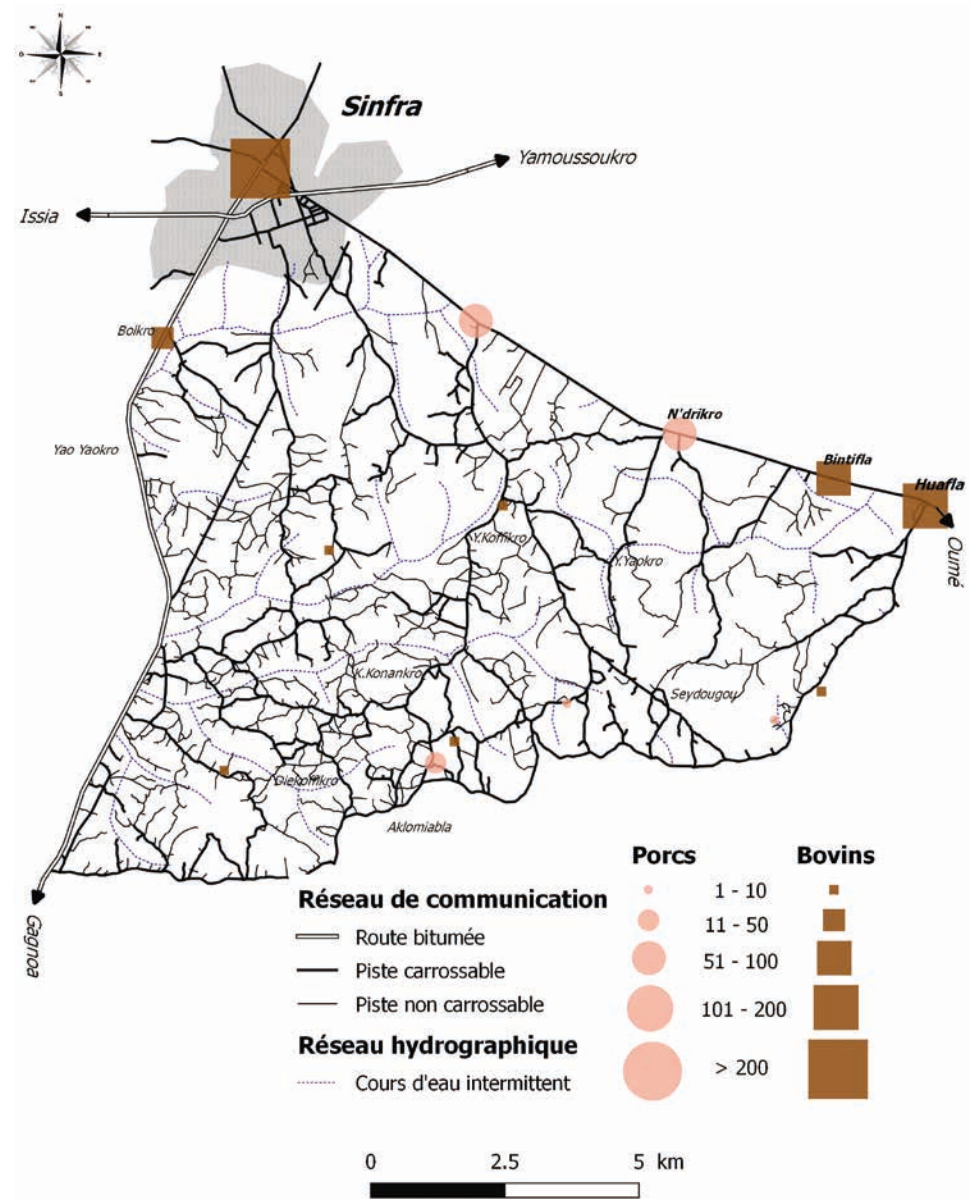 N
O
E
S
Sinfra
Yamoussoukro
Issia
Boikro
N'drikro
Yao Yaokro
Bintifla
Huafla
Y.Koffikro
Y.Yaokro
Oumé
K.Konankro
Seydougou
Diekoffikro
Aklomiabla
Gagnoa
Porcs Bovins
1 - 10
11 - 50
51 - 100
101 - 200
> 200
Réseau de communication
Route bitumée
Piste carrossable
Piste non carrossable
Réseau hydrographique
Cours d'eau intermittent
0 2.5 5 km